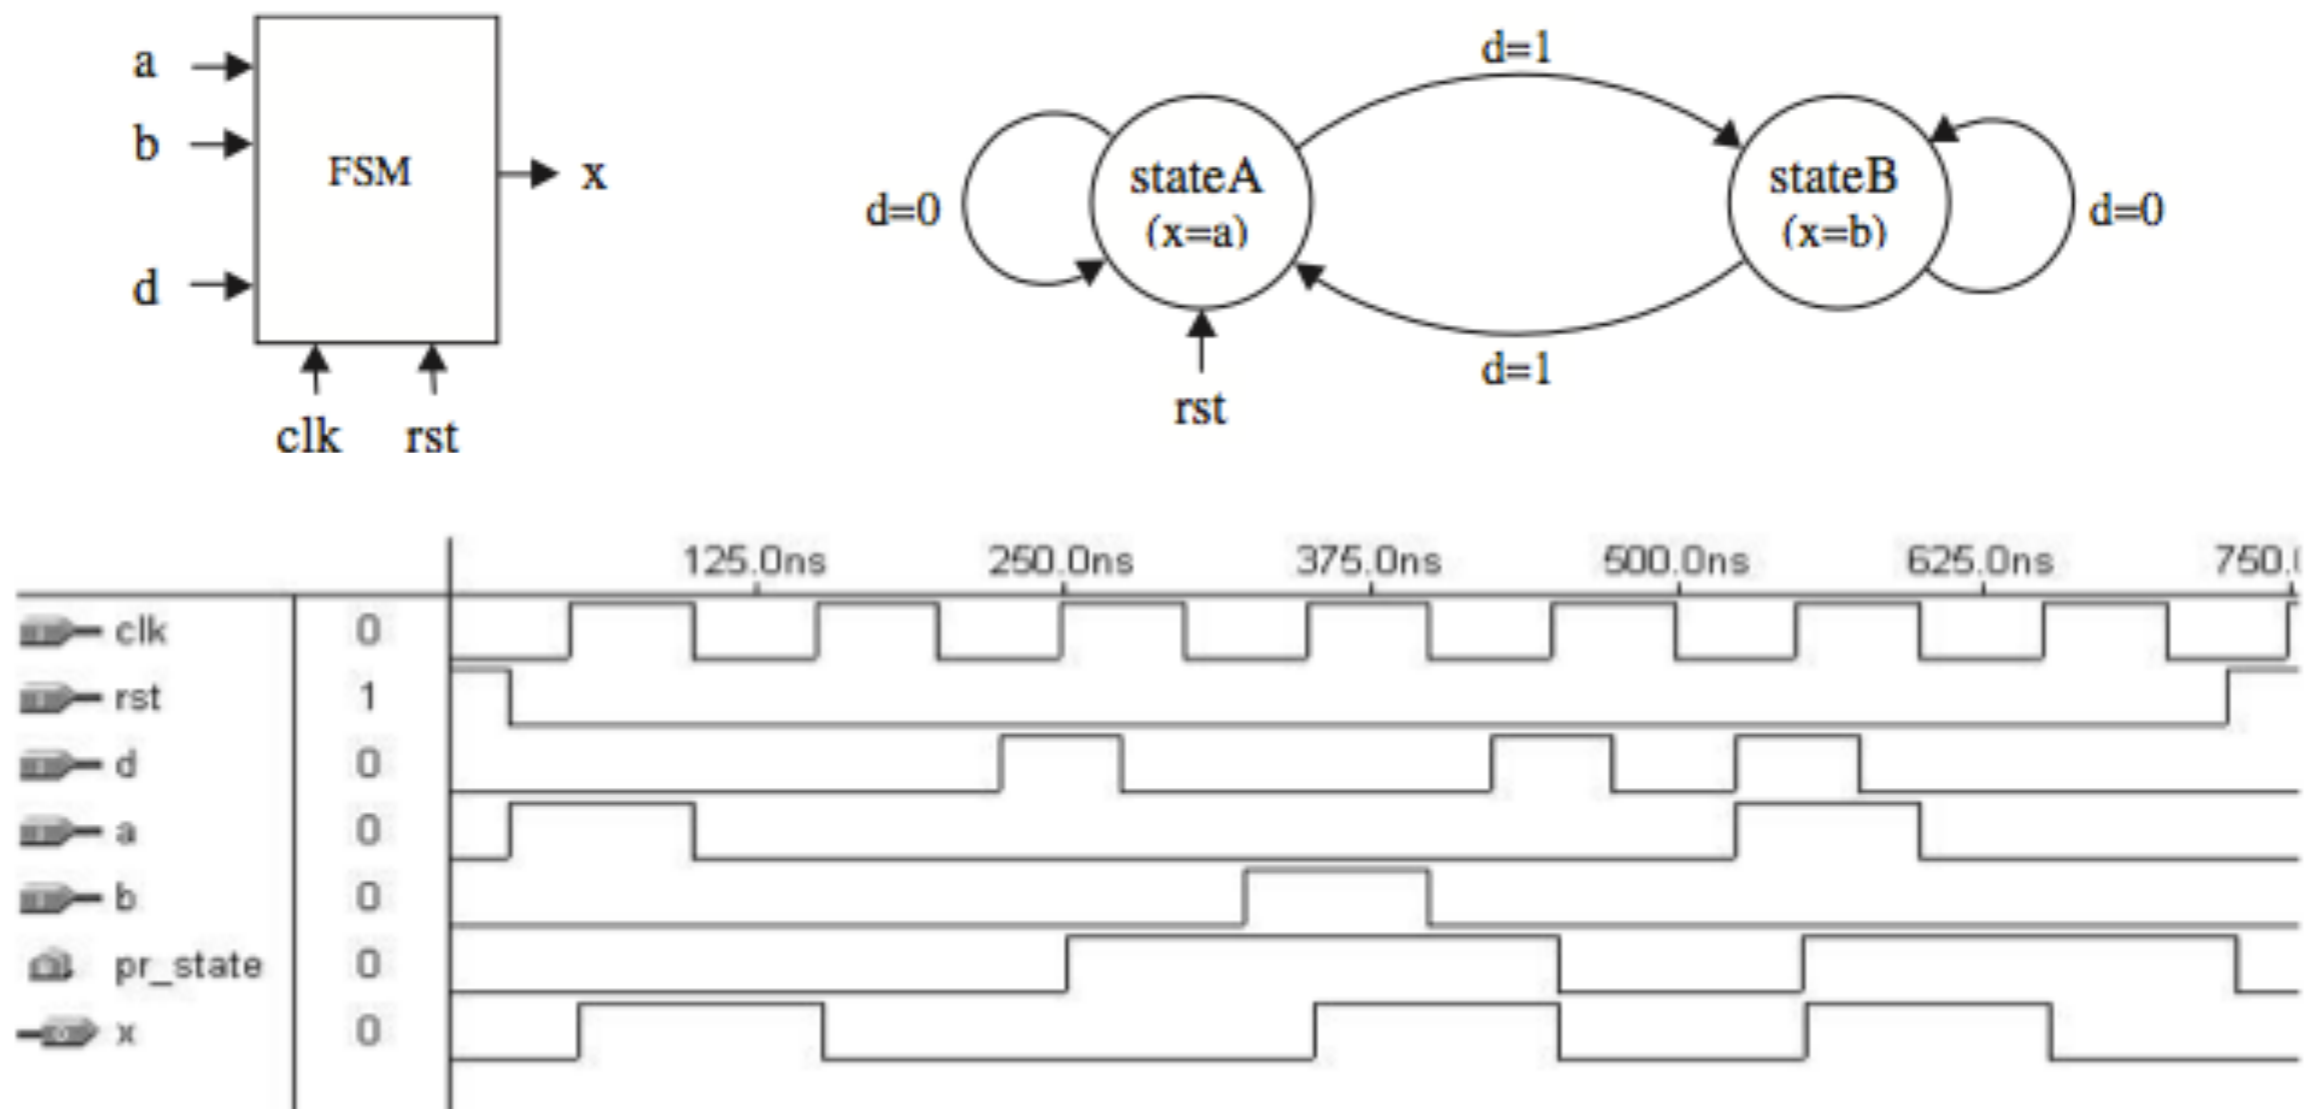 a
b
d
FSM
x
clk rst
d=1
stateA
(x=a)
stateB
(x=b)
d=0
d=0
d=1
rst
125.0ns 250.0ns 375.0ns 500.0ns 625.0ns 750.
clk 0
rst 1
d 0
a 0
b 0
pr_state 0
x 0